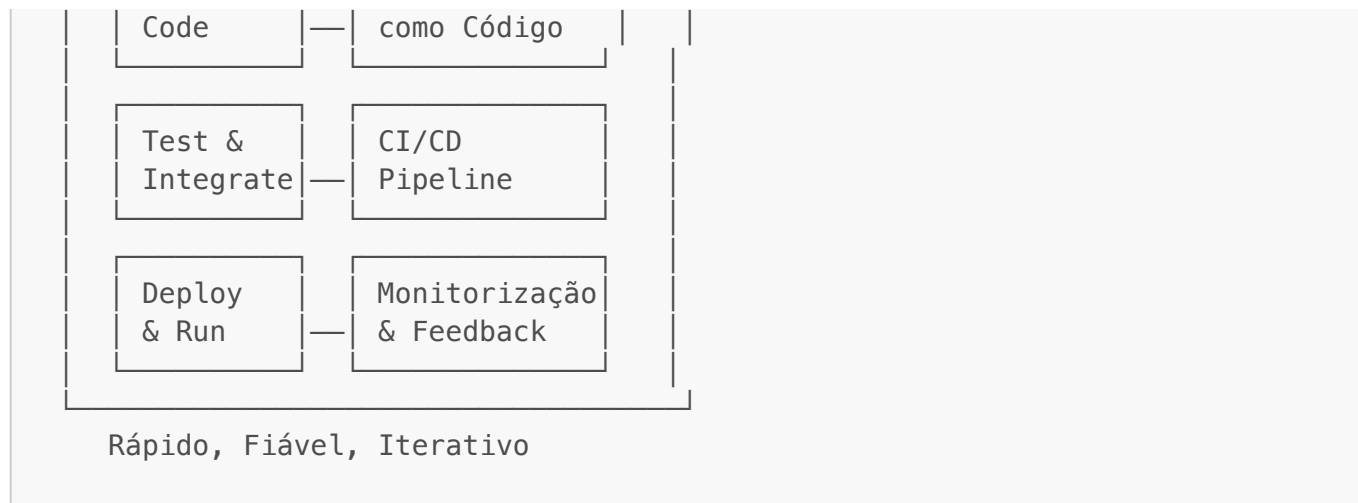 Code como Código
Test & CI/CD
Integrate Pipeline
Deploy Monitorização
& Run & Feedback
Rápido, Fiável, Iterativo